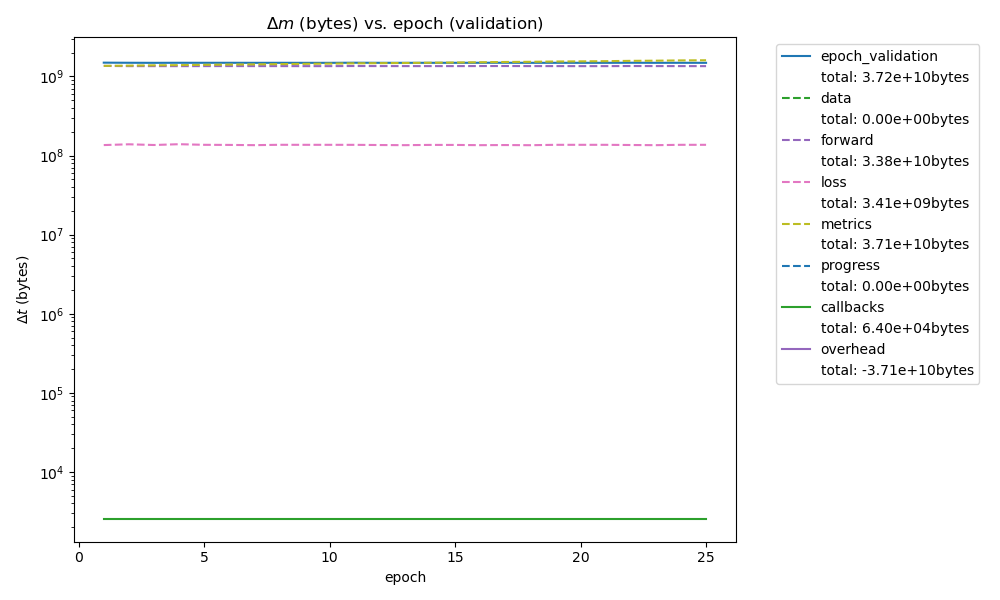 Δm (bytes) vs. epoch (validation)
10⁹
10⁸
10⁷
10⁶
10⁵
10⁴
Δt (bytes)
0 5 10 15 20 25
epoch
epoch_validation
total: 3.72e+10bytes
data
total: 0.00e+00bytes
forward
total: 3.38e+10bytes
loss
total: 3.41e+09bytes
metrics
total: 3.71e+10bytes
progress
total: 0.00e+00bytes
callbacks
total: 6.40e+04bytes
overhead
total: -3.71e+10bytes